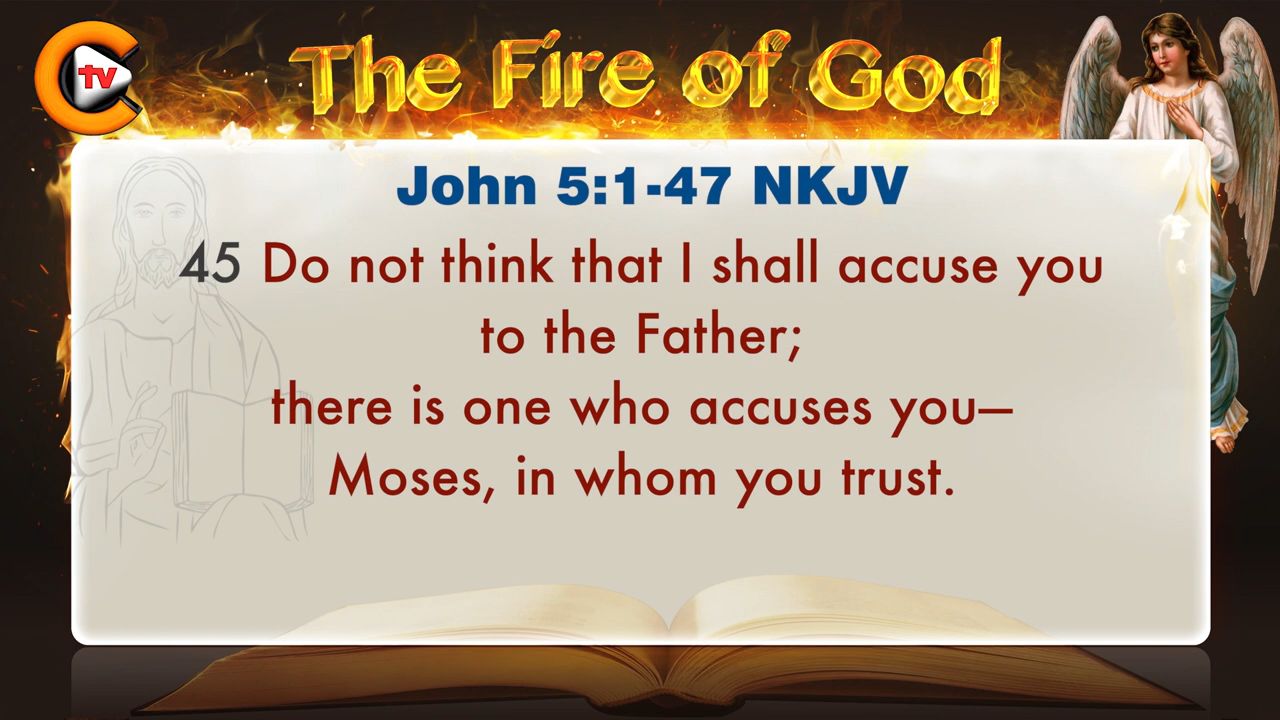 tv
The Fire of God
John 5:1-47 NKJV
45 Do not think that I shall accuse you
to the Father;
there is one who accuses you—
Moses, in whom you trust.